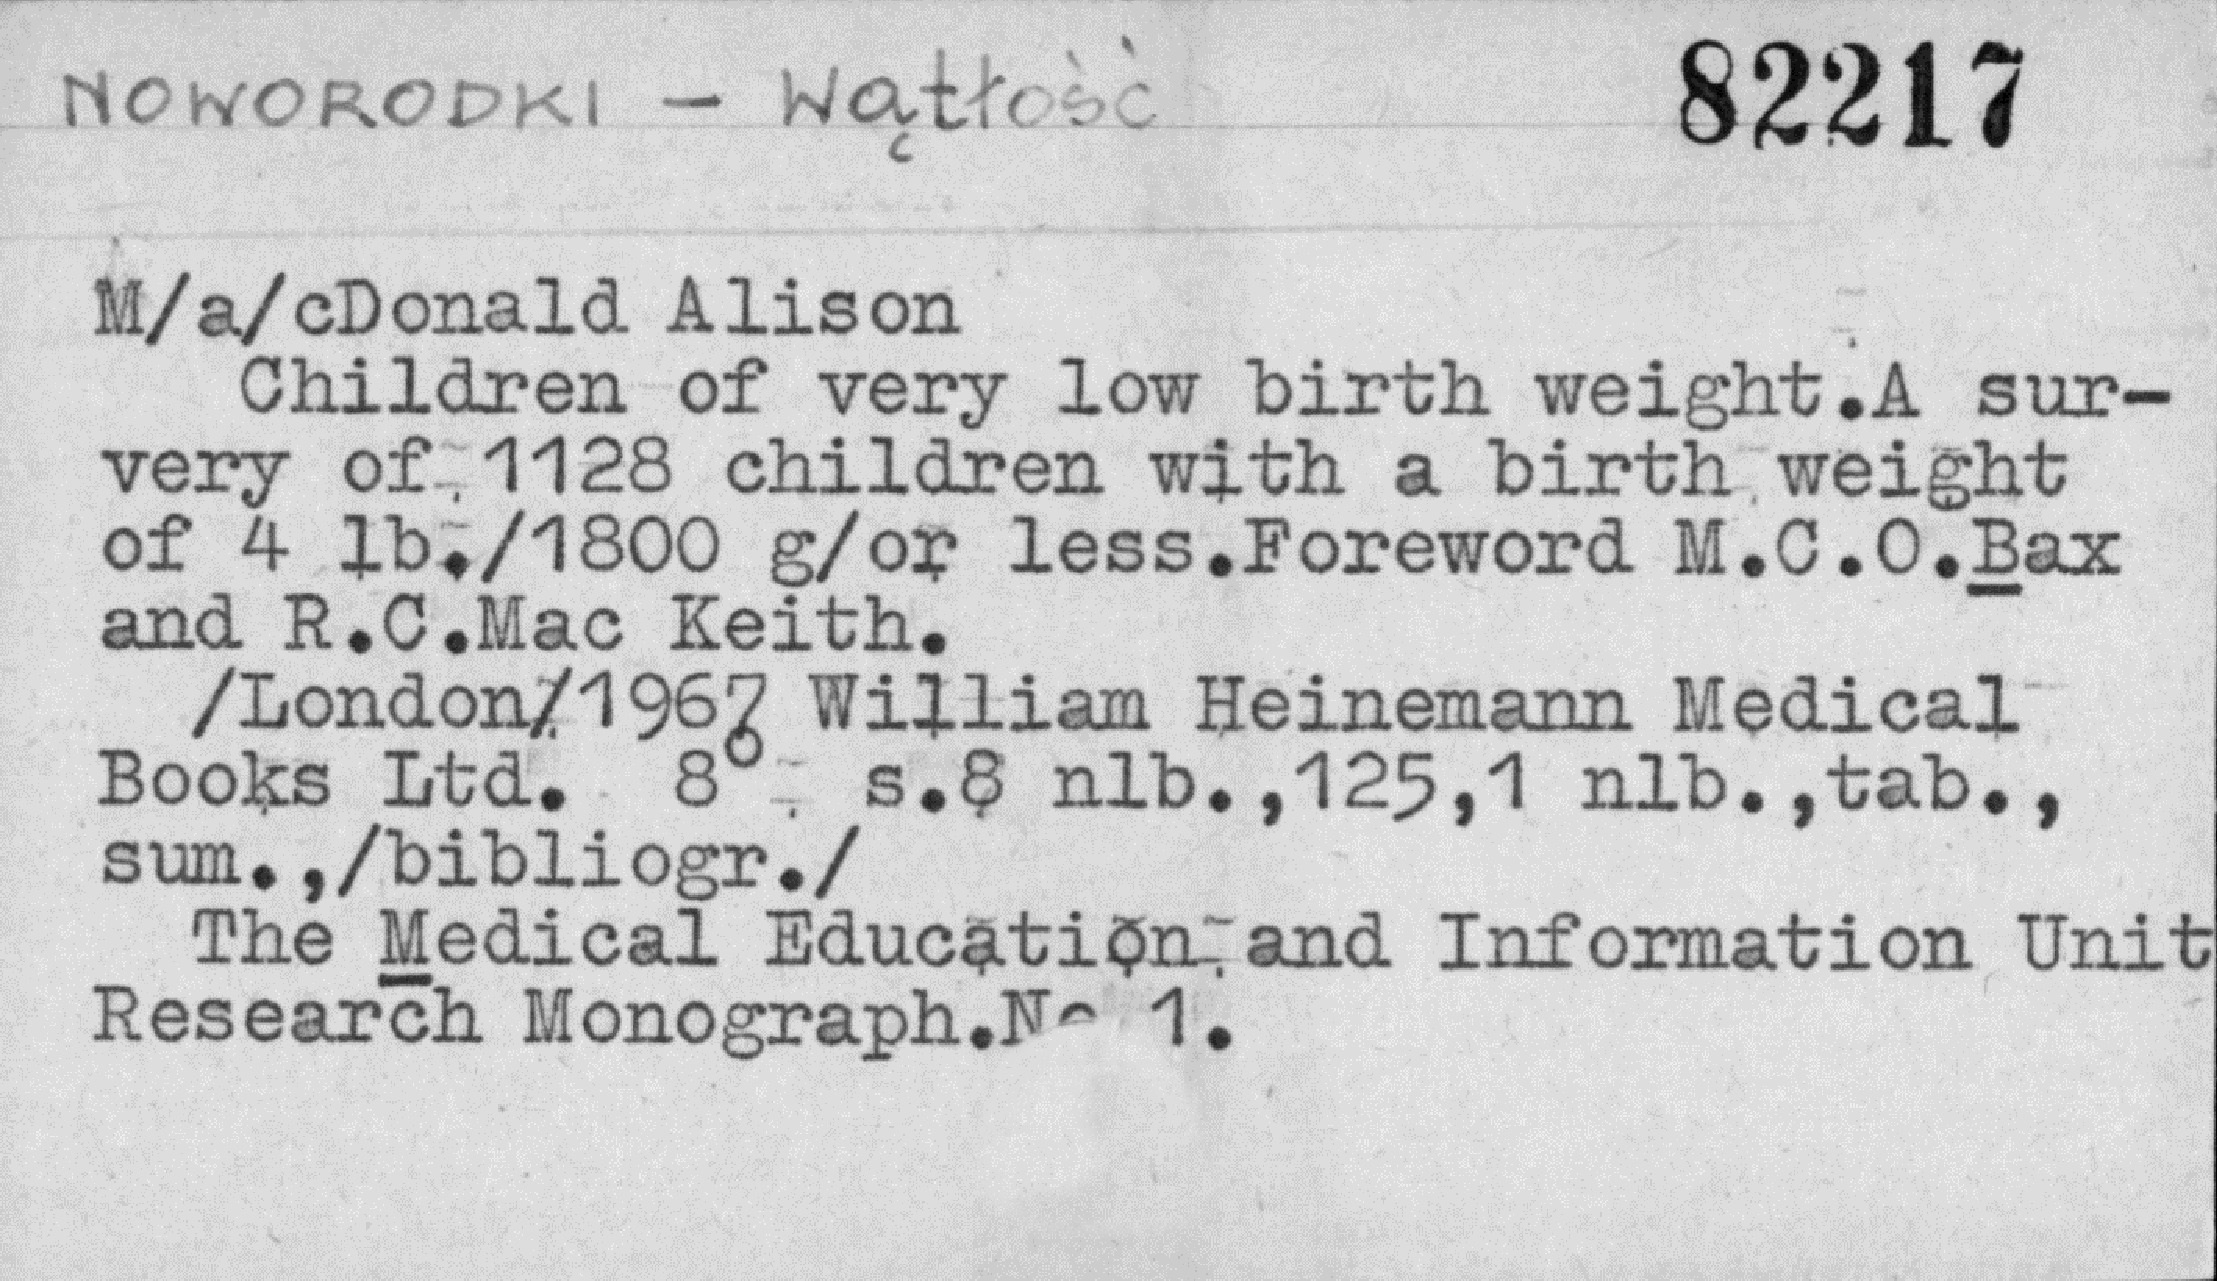 NOWORODKI – Wątłość
82217
M/a/cDonald Alison
Children of very low birth weight.A sur-
very of 1128 children with a birth weight
of 4 lb./1800 g/or less.Foreword M.C.O.Bax
and R.C.Mac Keith.
/London/1967 William Heinemann Medical
Books Ltd. 8° s.8 nlb.,125,1 nlb.,tab.,
sum.,/bibliogr./
The Medical Education and Information Unit
Research Monograph.No 1.